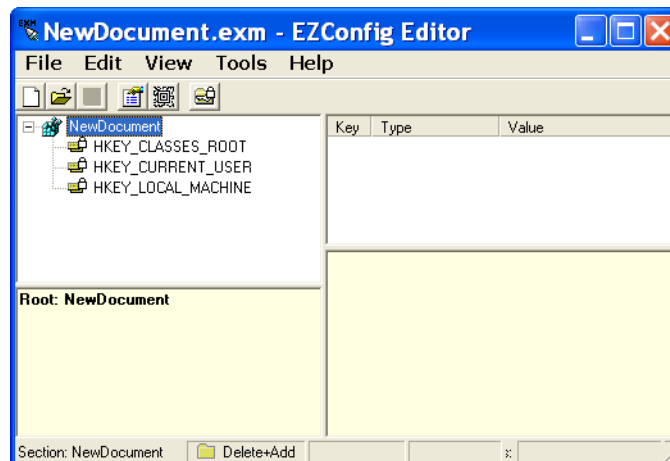 NewDocument.exm - EZConfig Editor
File Edit View Tools Help
NewDocument
HKEY_CLASSES_ROOT
HKEY_CURRENT_USER
HKEY_LOCAL_MACHINE
Key Type Value
Root: NewDocument
Section: NewDocument Delete+Add x: